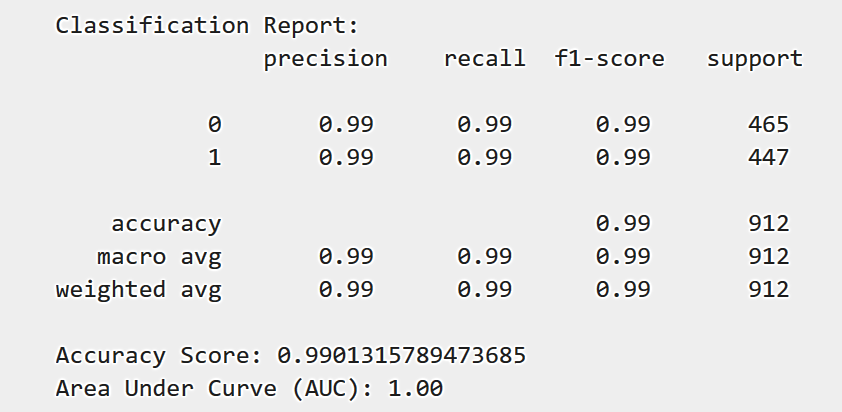 Classification Report:
precision recall f1-score support
0 0.99 0.99 0.99 465
1 0.99 0.99 0.99 447
accuracy 0.99 912
macro avg 0.99 0.99 0.99 912
weighted avg 0.99 0.99 0.99 912
Accuracy Score: 0.9901315789473685
Area Under Curve (AUC): 1.00